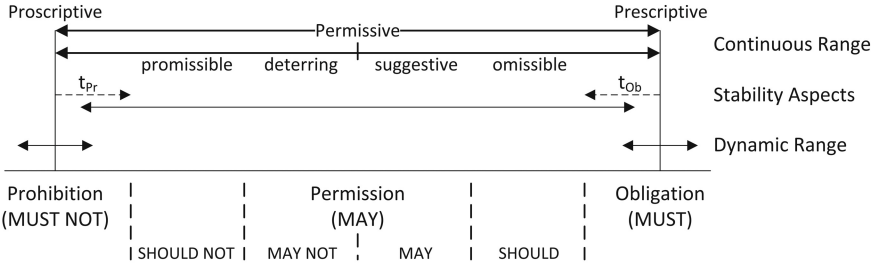 Proscriptive Prescriptive
Permissive
Continuous Range
promissible deterring suggestive omissible
tPr tOb
Stability Aspects
Dynamic Range
Prohibition Permission Obligation
(MUST NOT) (MAY) (MUST)
SHOULD NOT MAY NOT MAY SHOULD